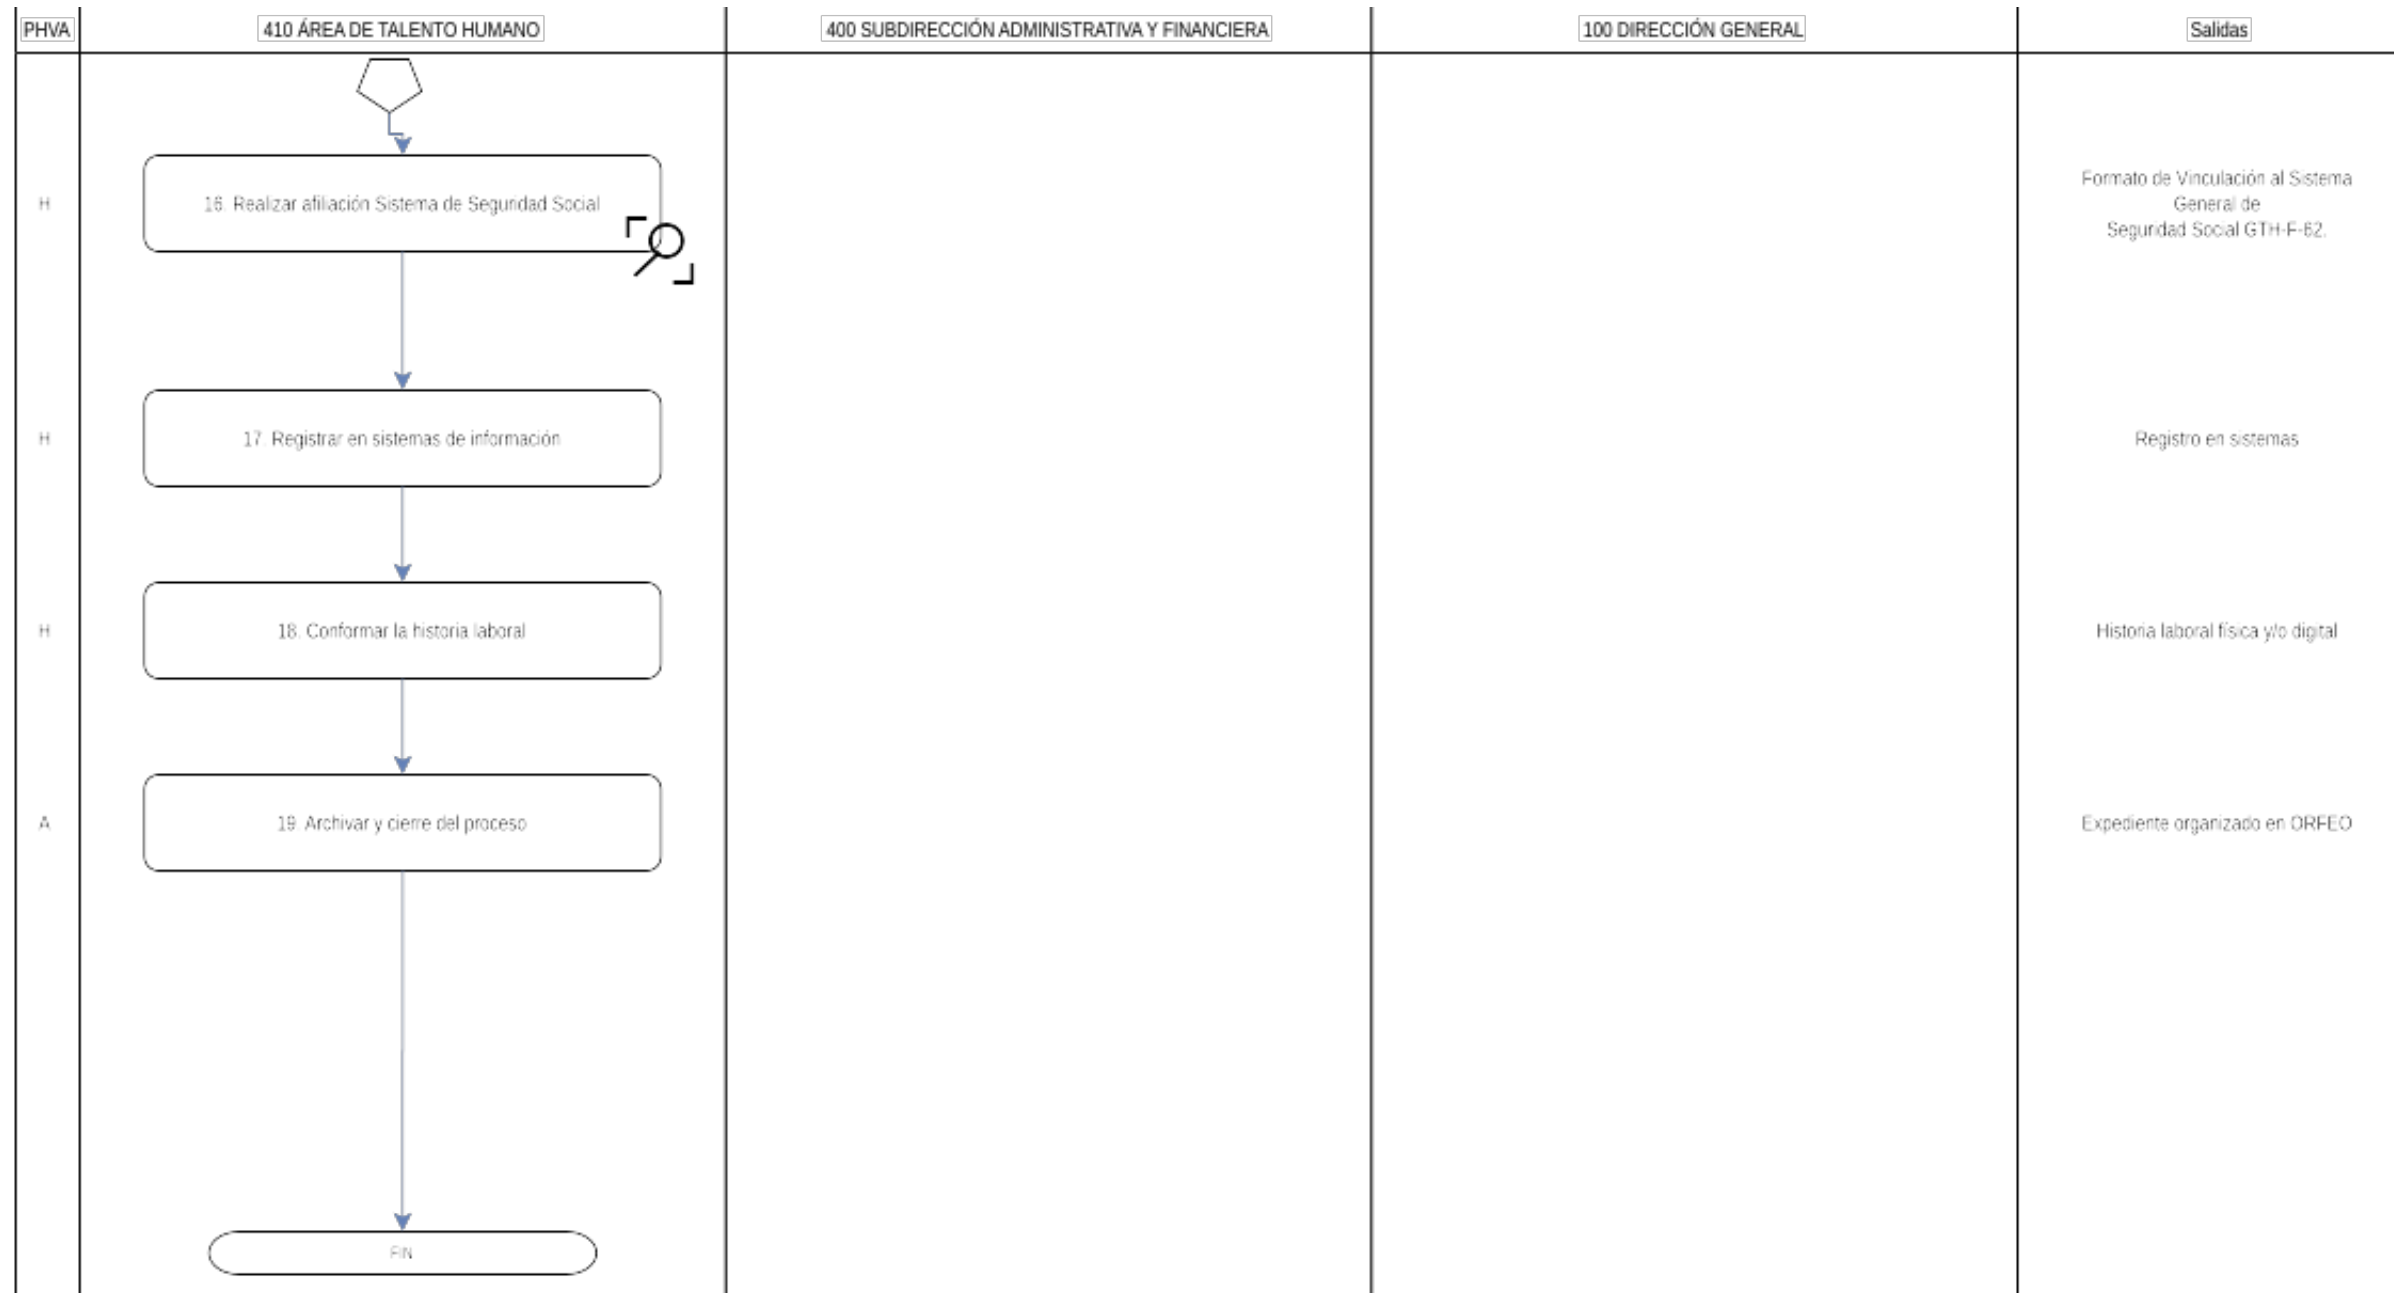 PHVA
410 ÁREA DE TALENTO HUMANO
400 SUBDIRECCIÓN ADMINISTRATIVA Y FINANCIERA
100 DIRECCIÓN GENERAL
Salidas
H
16. Realizar afiliación Sistema de Seguridad Social
Formato de Vinculación al Sistema
General de
Seguridad Social GTH-F-62.
H
17. Registrar en sistemas de información
Registro en sistemas
H
18. Conformar la historia laboral
Historia laboral física y/o digital
A
19. Archivar y cierre del proceso
Expediente organizado en ORFEO
FIN